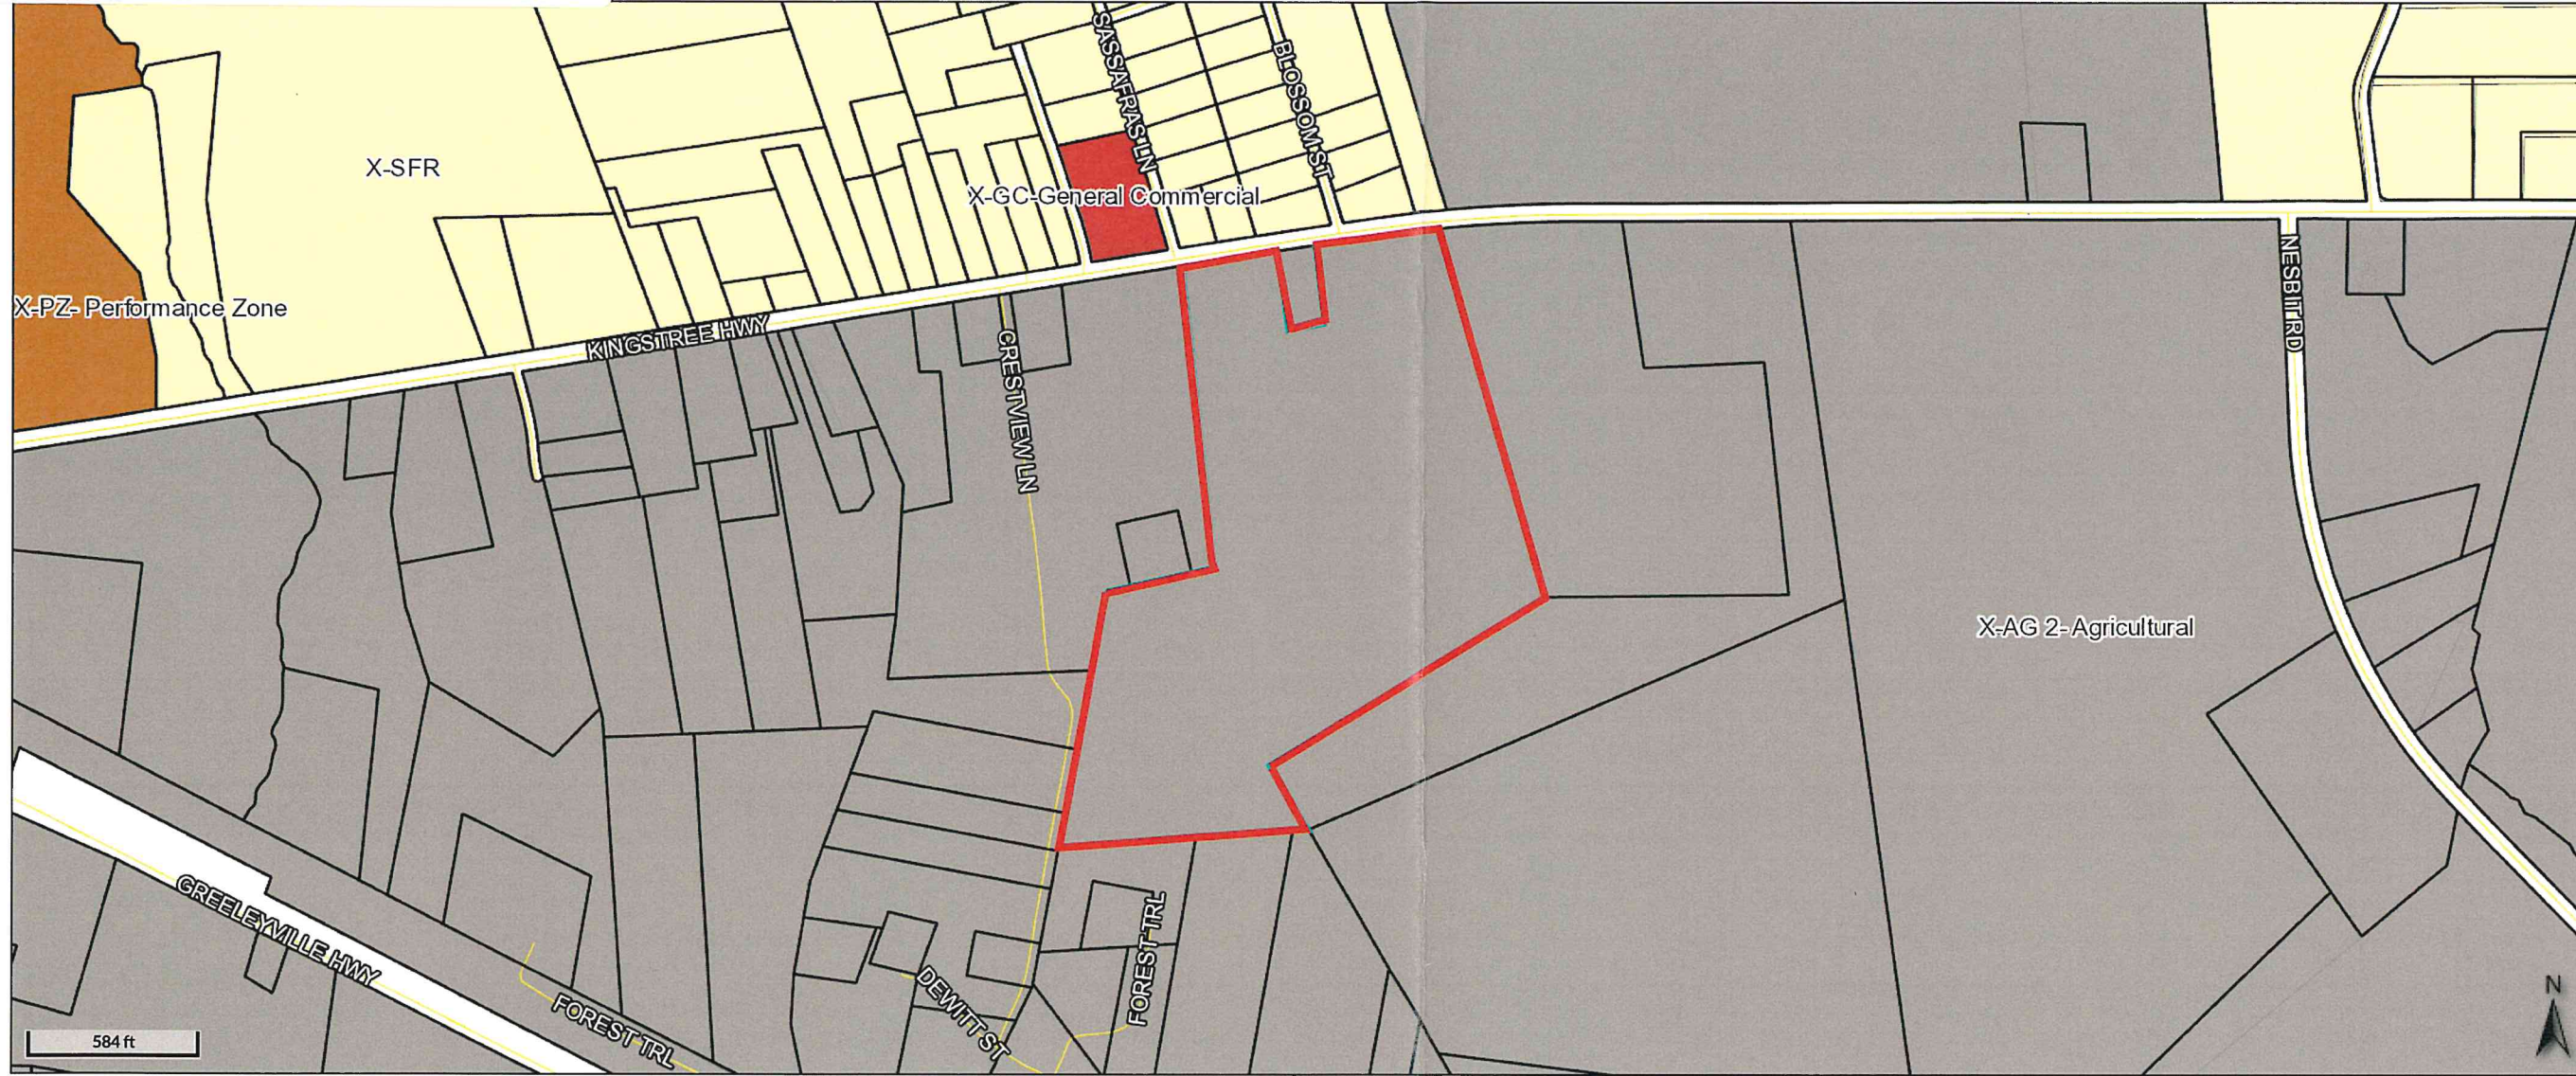 SASSAFRAS LN
BLOSSOM ST
X-SFR
X-GC-General Commercial
X-PZ- Performance Zone
KINGSTREE HWY
CRESTVIEW LN
NESBIT RD
X-AG 2- Agricultural
GREELEYVILLE HWY
FOREST TRL
DEWITT ST
FOREST TRL
584 ft
N